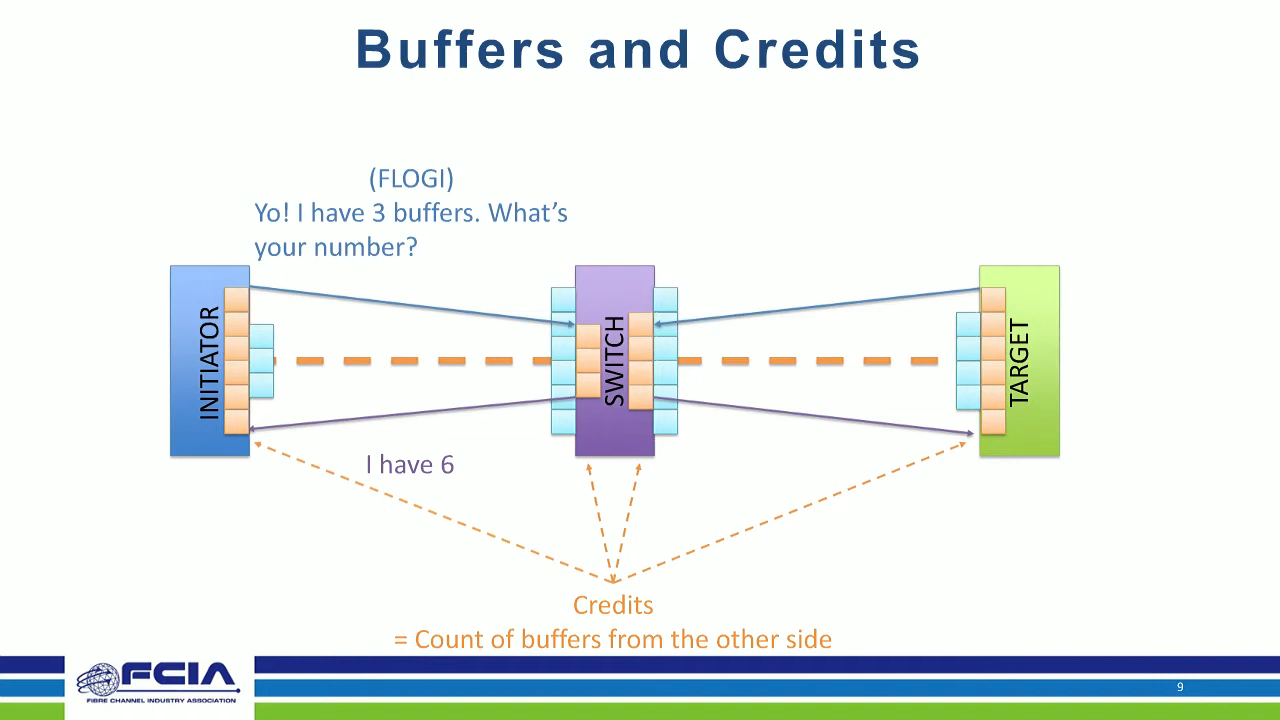 Buffers and Credits
(FLOGI)
Yo! I have 3 buffers. What’s
your number?
INITIATOR
SWITCH
TARGET
I have 6
Credits
= Count of buffers from the other side
FCIA
FIBRE CHANNEL INDUSTRY ASSOCIATION
9